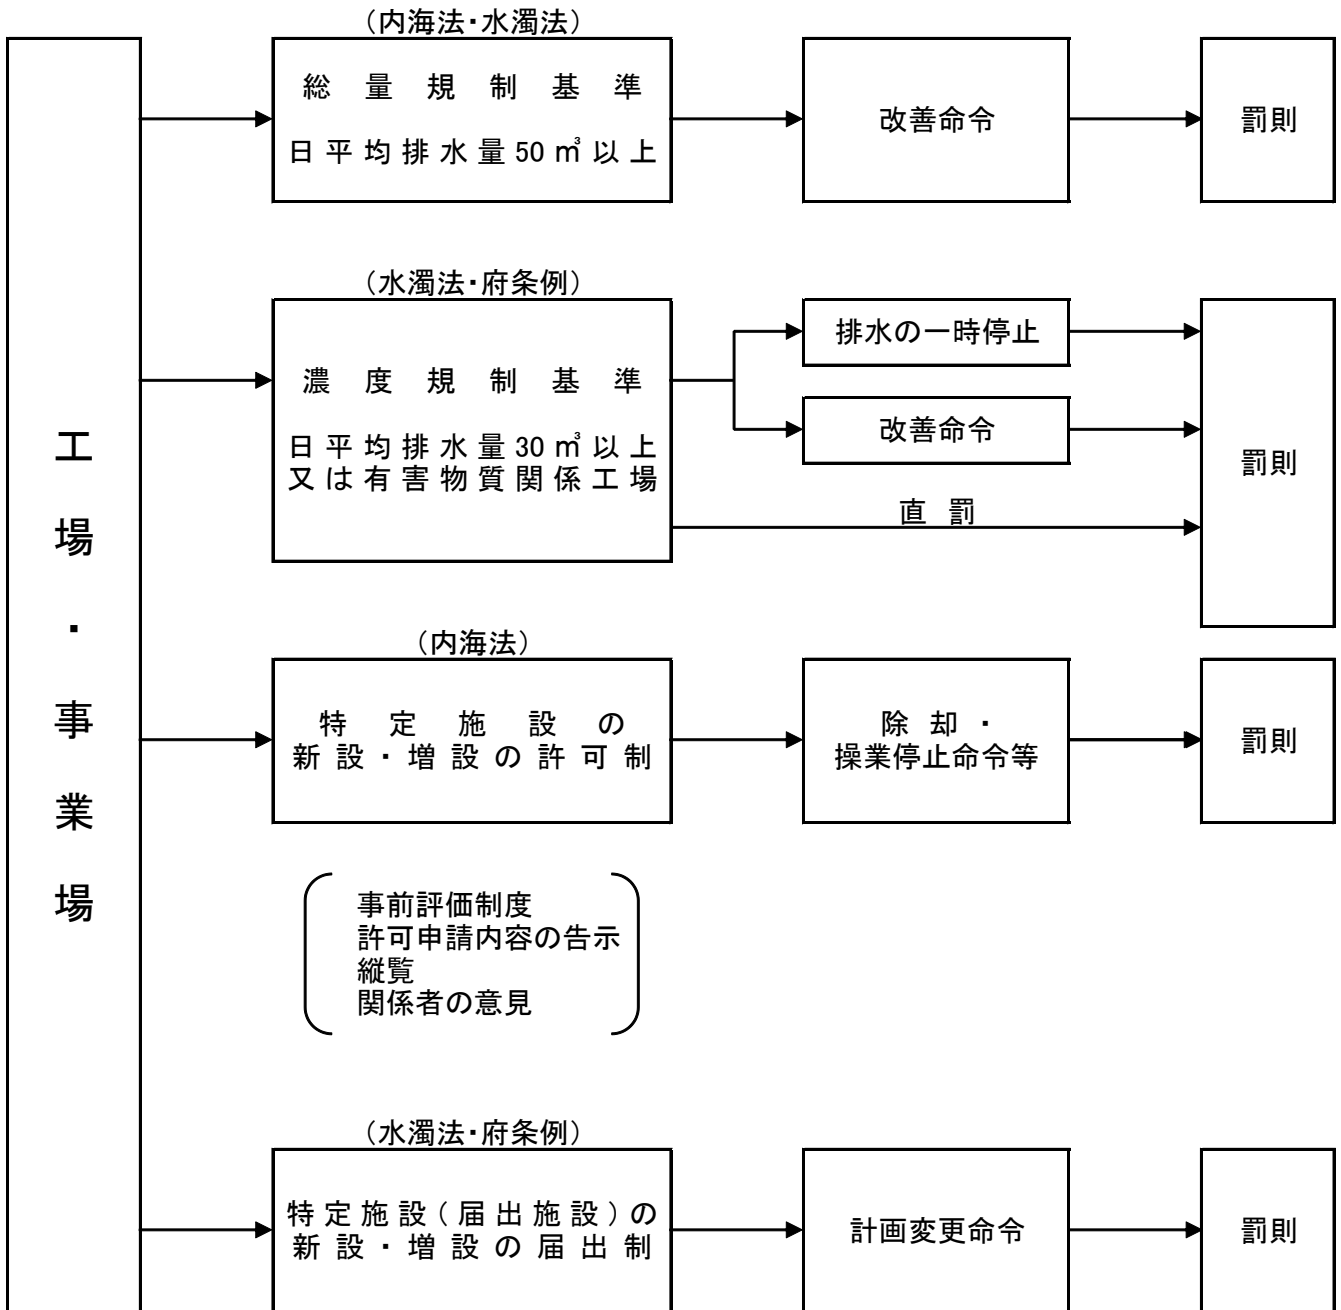 工場・事業場
（内海法・水濁法）
総量規制基準
日平均排水量50㎥以上
改善命令
罰則
（水濁法・府条例）
濃度規制基準
日平均排水量30㎥以上
又は有害物質関係工場
排水の一時停止
改善命令
直罰
罰則
（内海法）
特定施設の
新設・増設の許可制
除却・
操業停止命令等
罰則
事前評価制度
許可申請内容の告示
縦覧
関係者の意見
（水濁法・府条例）
特定施設（届出施設）の
新設・増設の届出制
計画変更命令
罰則